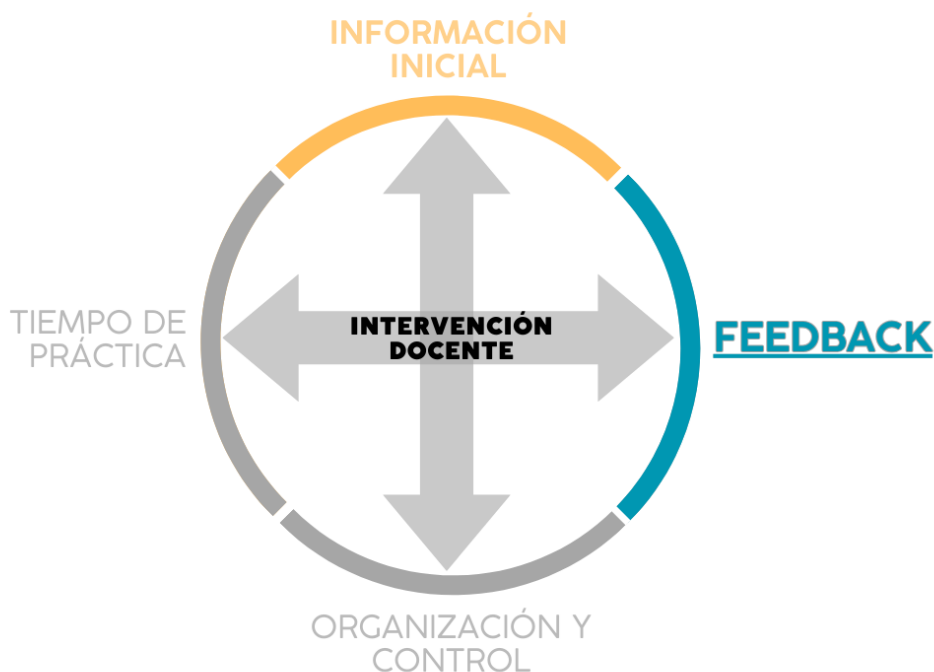 INFORMACIÓN
INICIAL
TIEMPO DE
PRÁCTICA
INTERVENCIÓN
DOCENTE
FEEDBACK
ORGANIZACIÓN Y
CONTROL